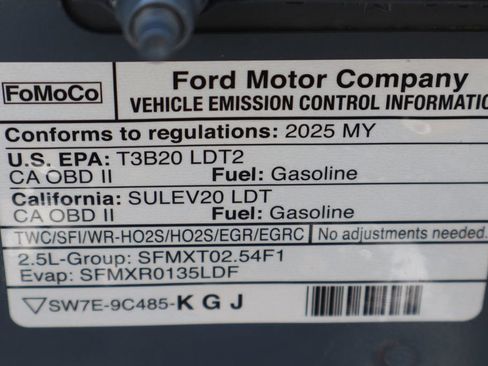 FoMoCo
Ford Motor Company
VEHICLE EMISSION CONTROL INFORMATIO
Conforms to regulations: 2025 MY
U.S. EPA: T3B20 LDT2
CA OBD II Fuel: Gasoline
California: SULEV20 LDT
CA OBD II Fuel: Gasoline
TWC/SFI/WR-HO2S/HO2S/EGR/EGRC No adjustments needed.
2.5L-Group: SFMXT02.54F1
Evap: SFMXR0135LDF
SW7E-9C485-KGJ